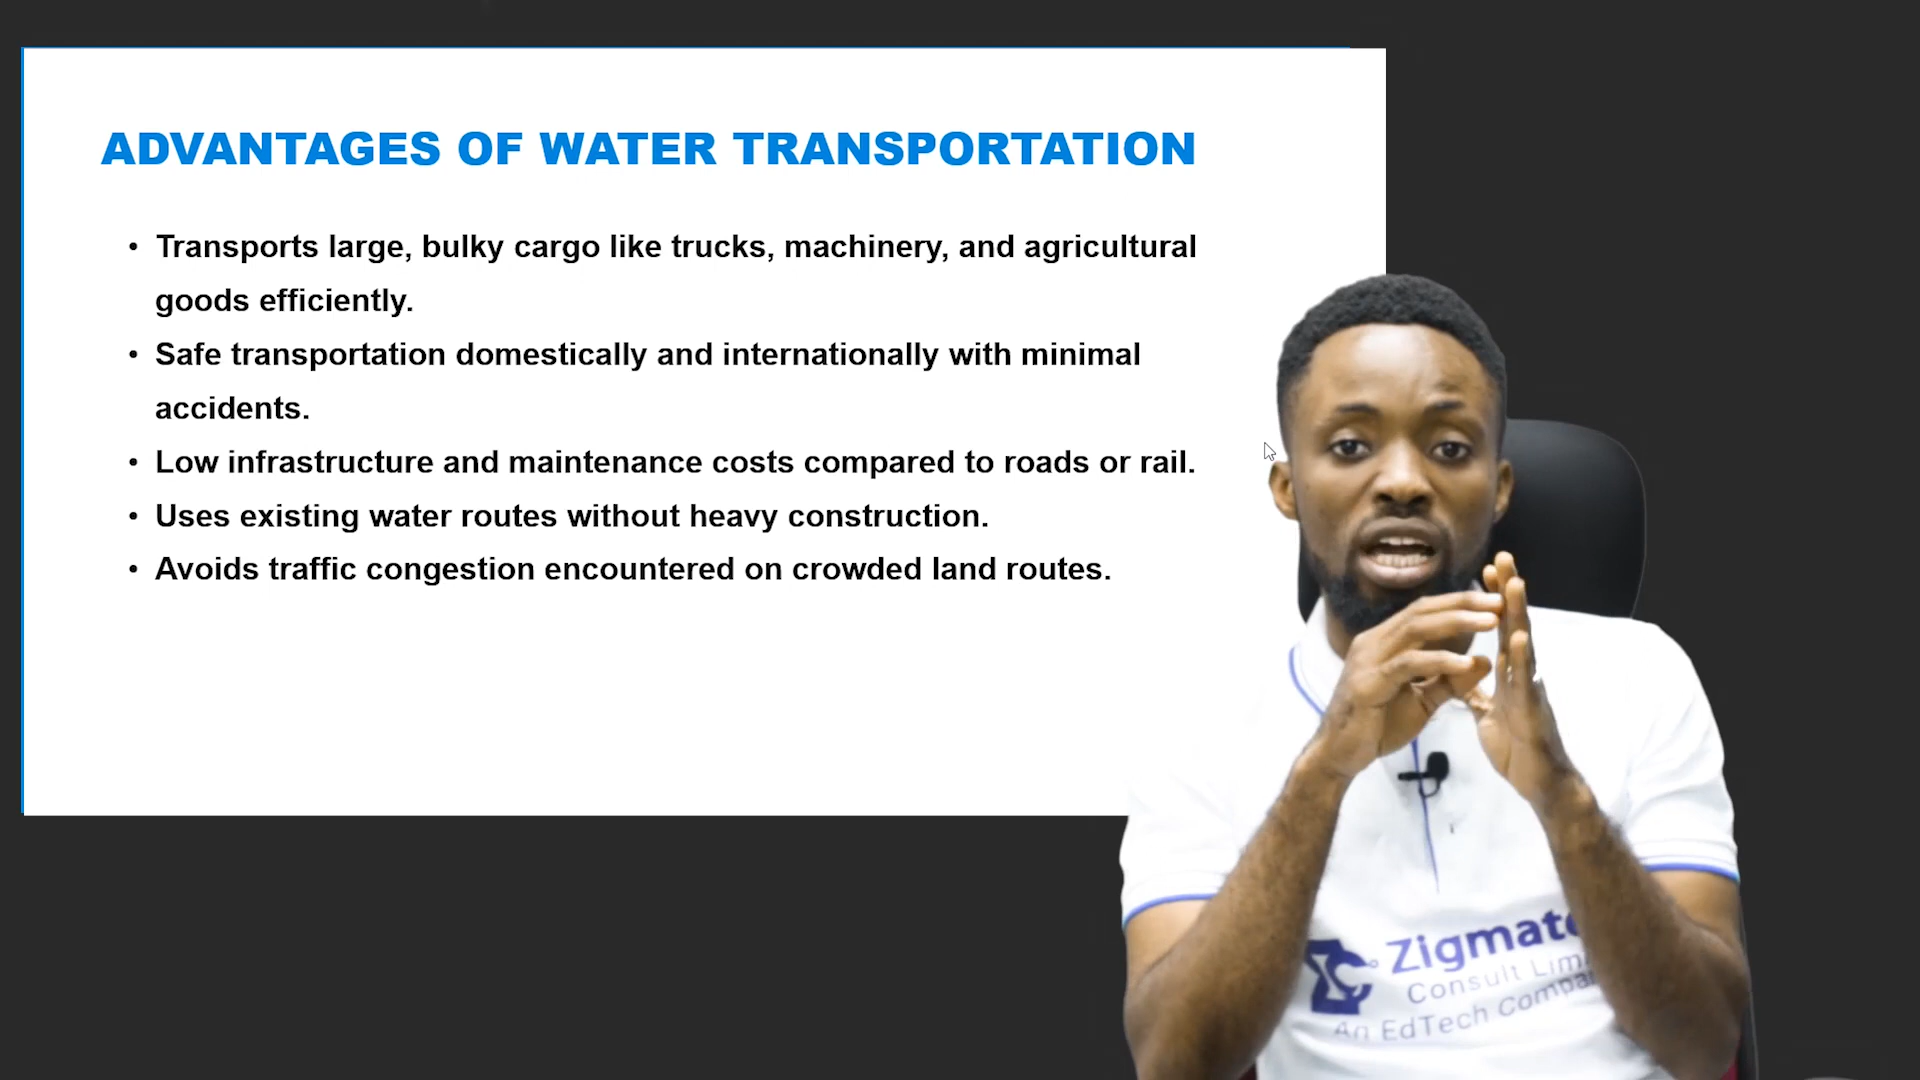 ADVANTAGES OF WATER TRANSPORTATION
• Transports large, bulky cargo like trucks, machinery, and agricultural
goods efficiently.
• Safe transportation domestically and internationally with minimal
accidents.
• Low infrastructure and maintenance costs compared to roads or rail.
• Uses existing water routes without heavy construction.
• Avoids traffic congestion encountered on crowded land routes.
Consult
An EdTech